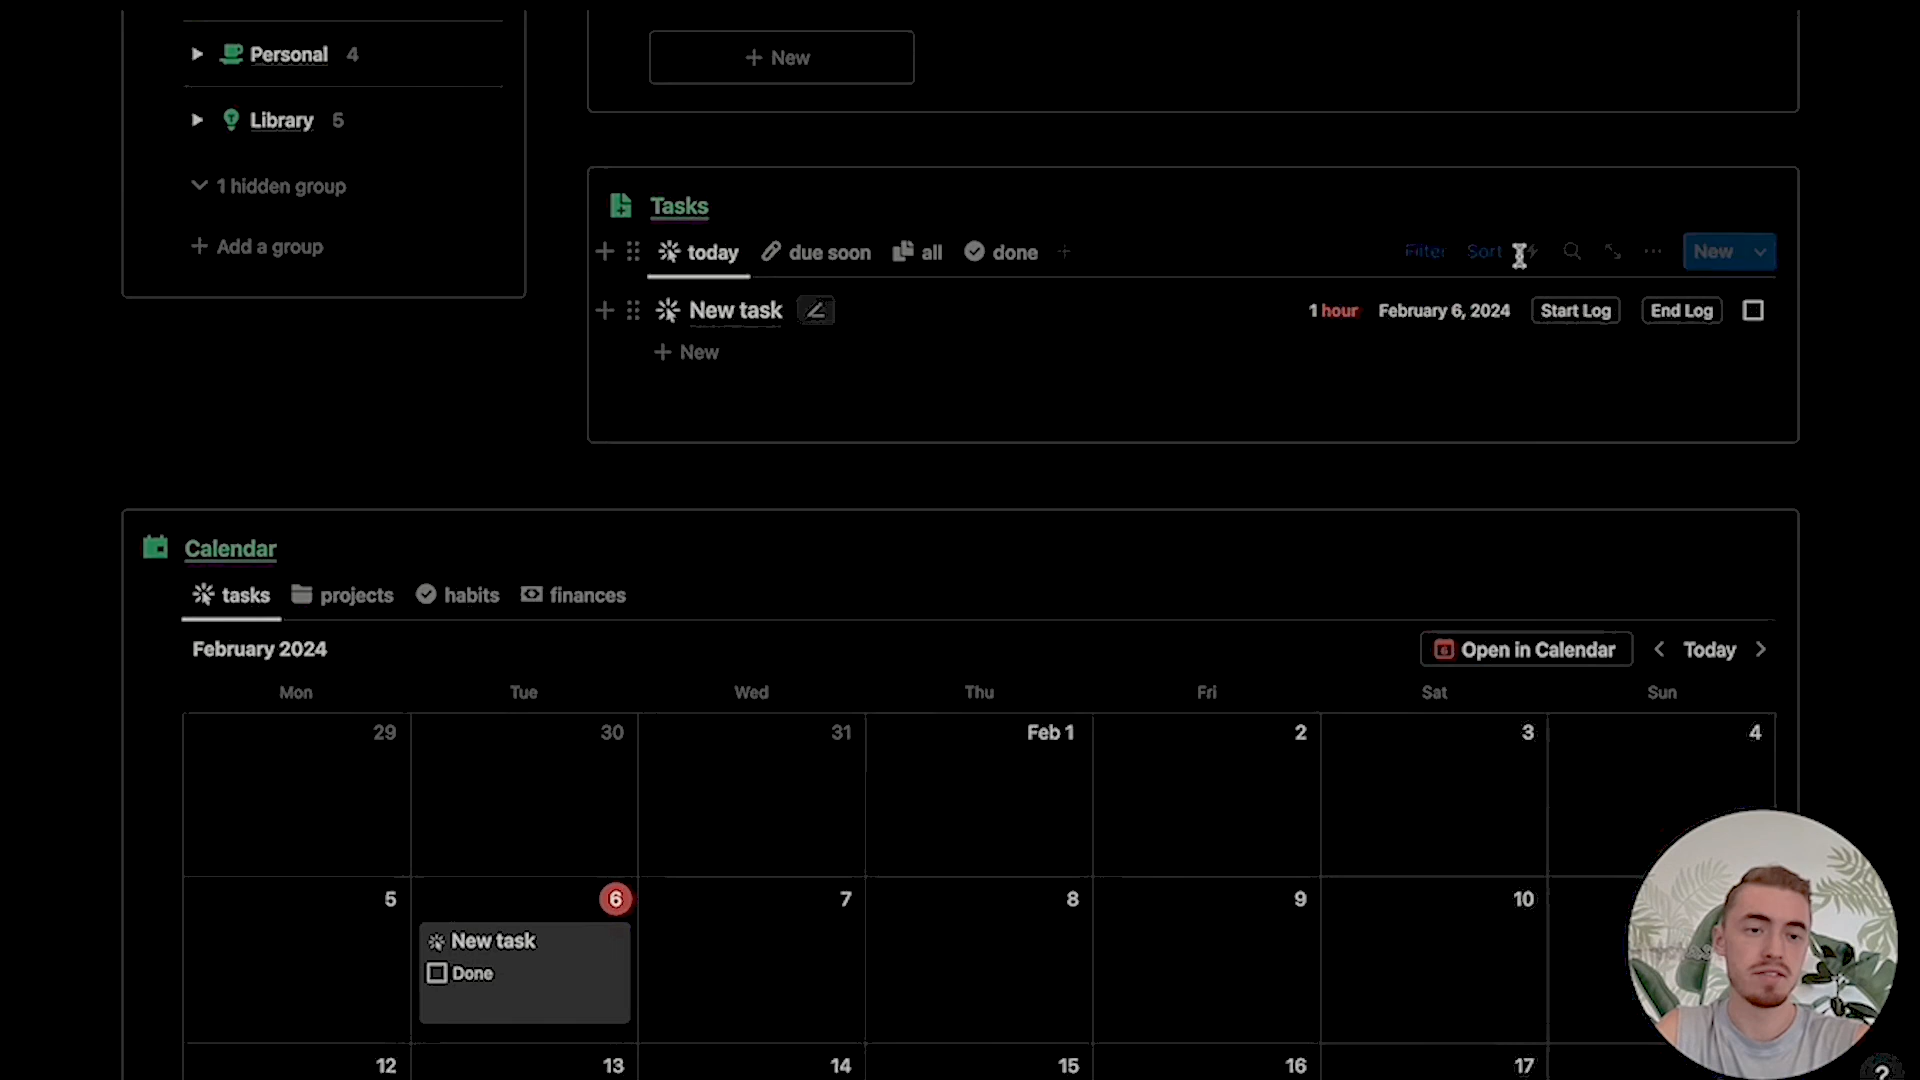 Personal 4
Library 5
1 hidden group
+ Add a group
+ New
Tasks
today due soon all done +
Filter Sort New
New task 1 hour February 6, 2024 Start Log End Log
+ New
Calendar
tasks projects habits finances
February 2024 Open in Calendar Today
Mon Tue Wed Thu Fri Sat Sun
29 30 31 Feb 1 2 3 4
5 6 7 8 9 10
New task
Done
12 13 14 15 16 17
?